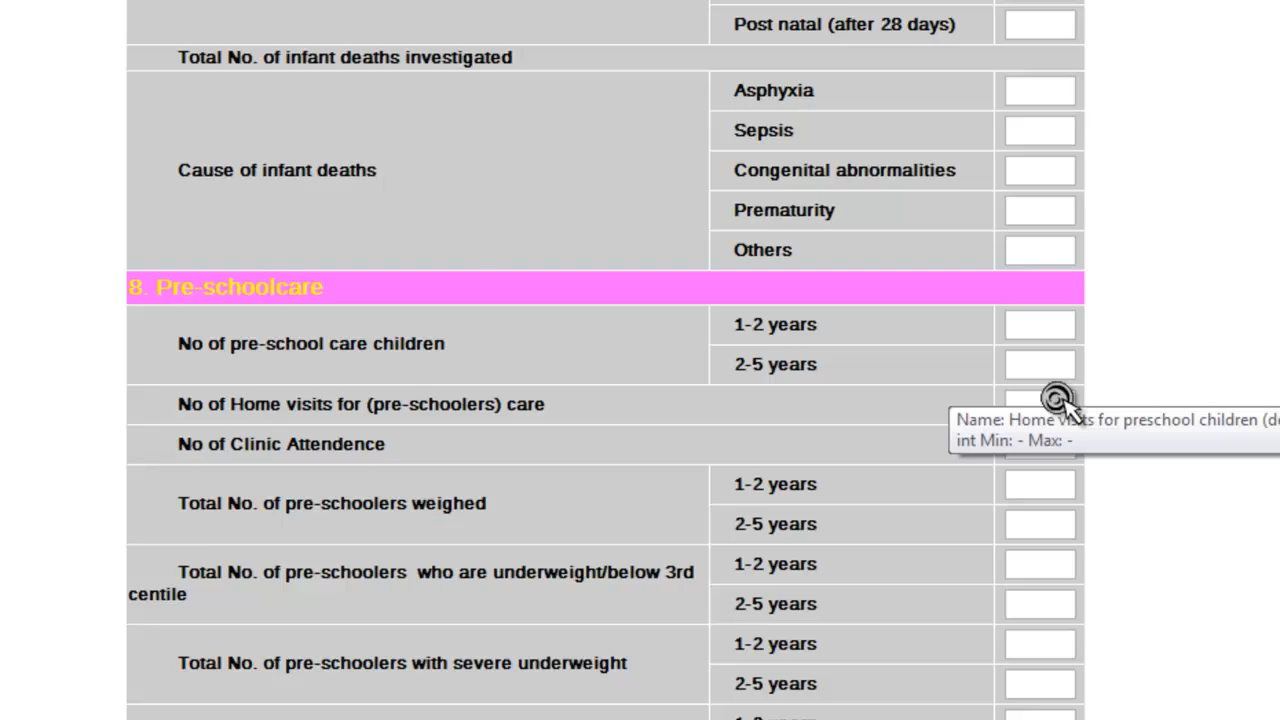 Post natal (after 28 days)
Total No. of infant deaths investigated
Cause of infant deaths
Asphyxia
Sepsis
Congenital abnormalities
Prematurity
Others
8. Pre-schoolcare
No of pre-school care children
1-2 years
2-5 years
No of Home visits for (pre-schoolers) care
Name: Home visits for preschool children
int Min: - Max: -
No of Clinic Attendence
Total No. of pre-schoolers weighed
1-2 years
2-5 years
Total No. of pre-schoolers who are underweight/below 3rd
centile
1-2 years
2-5 years
Total No. of pre-schoolers with severe underweight
1-2 years
2-5 years